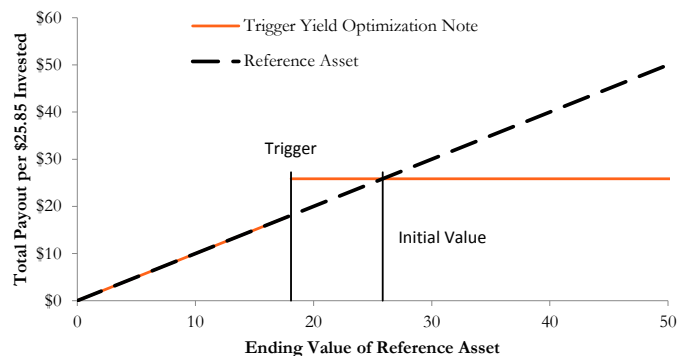 $60
$50
$40
$30
$20
$10
$0
Total Payout per $25.85 Invested
Trigger Yield Optimization Note
Reference Asset
Trigger
Initial Value
0
10
20
30
40
50
Ending Value of Reference Asset